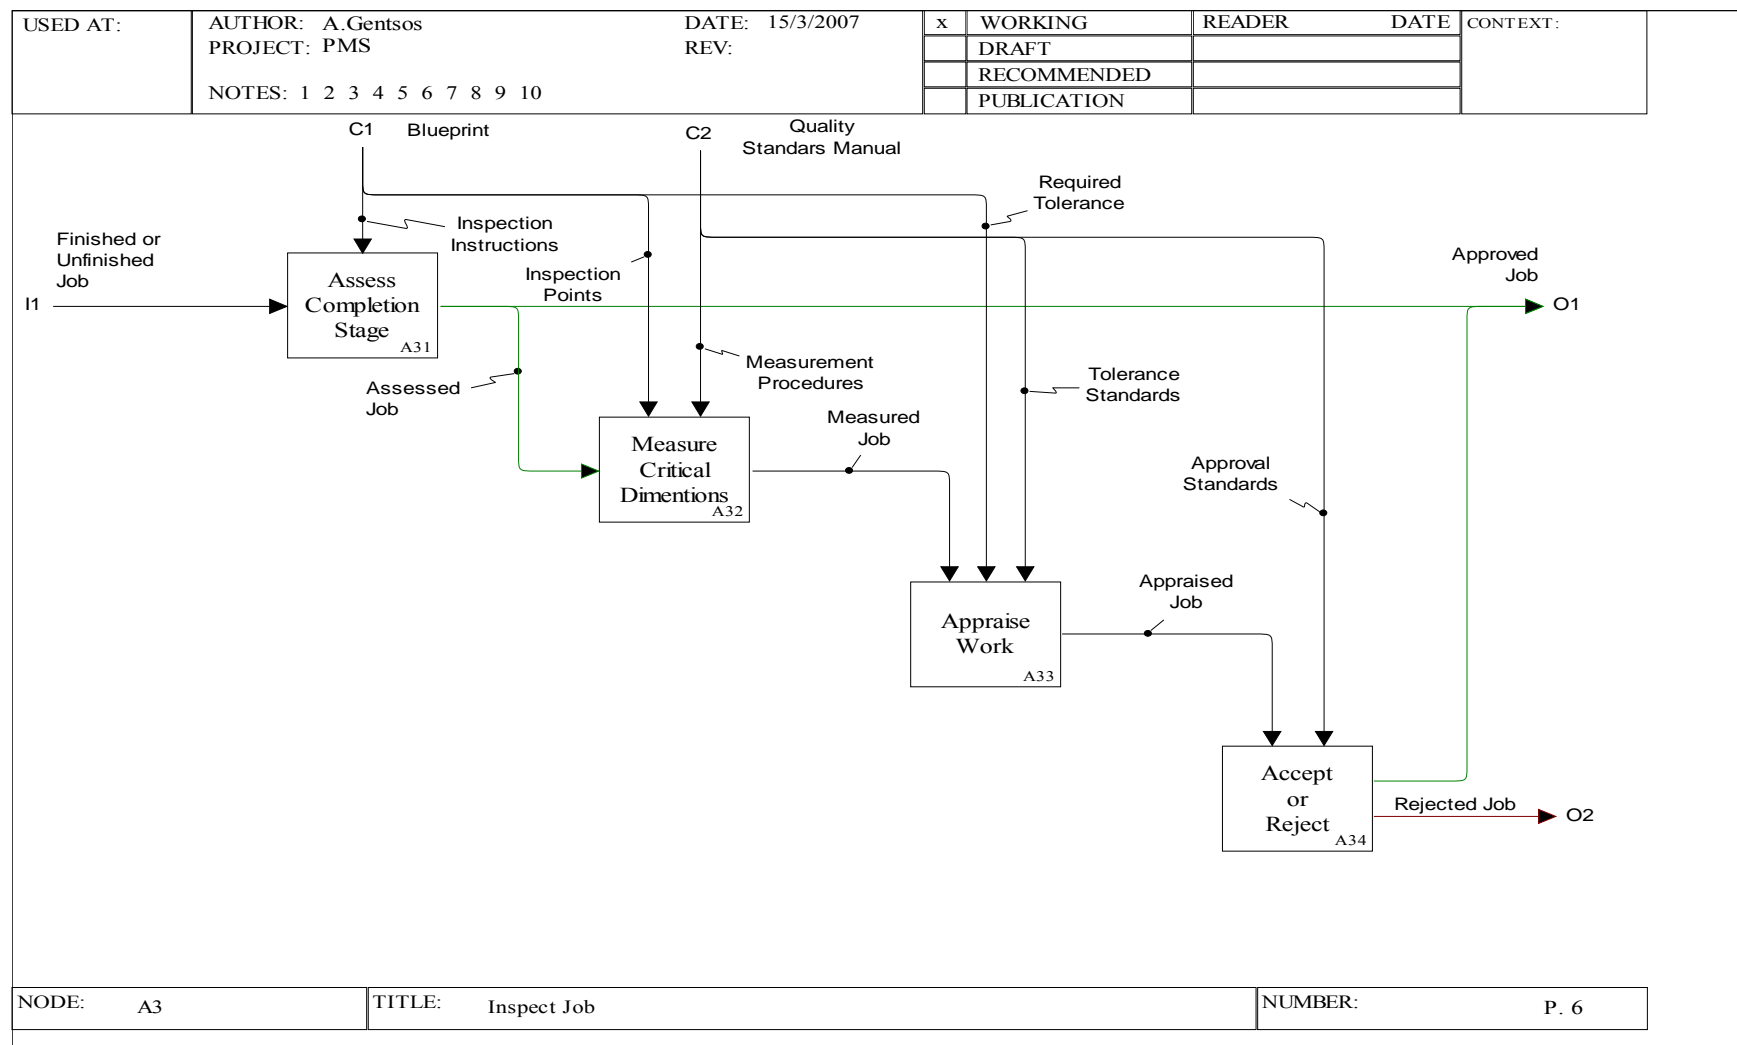 USED AT:
AUTHOR: A.Gentsos
DATE: 15/3/2007
PROJECT: PMS
REV:
NOTES: 1 2 3 4 5 6 7 8 9 10
x WORKING
DRAFT
RECOMMENDED
PUBLICATION
READER DATE
CONTEXT:
C1 Blueprint
C2
Quality
Standars Manual
Required
Tolerance
Inspection
Instructions
Finished or
Unfinished
Job
I1
Inspection
Points
Approved
Job
O1
Assess
Completion
Stage
A31
Assessed
Job
Measurement
Procedures
Tolerance
Standards
Measured
Job
Measure
Critical
Dimentions
A32
Approval
Standards
Appraised
Job
Appraise
Work
A33
Accept
or
Reject
A34
Rejected Job
O2
NODE: A3
TITLE: Inspect Job
NUMBER: P. 6